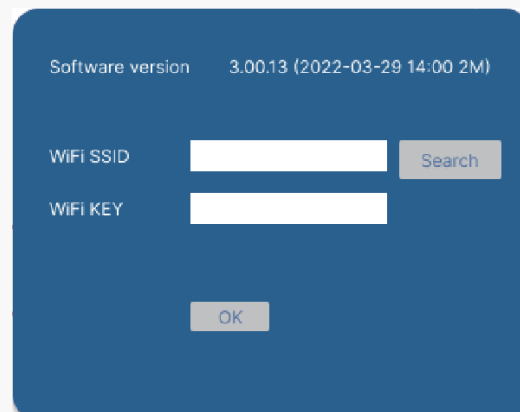 Software version 3.00.13 (2022-03-29 14:00 2M)
WiFi SSID Search
WiFi KEY
OK